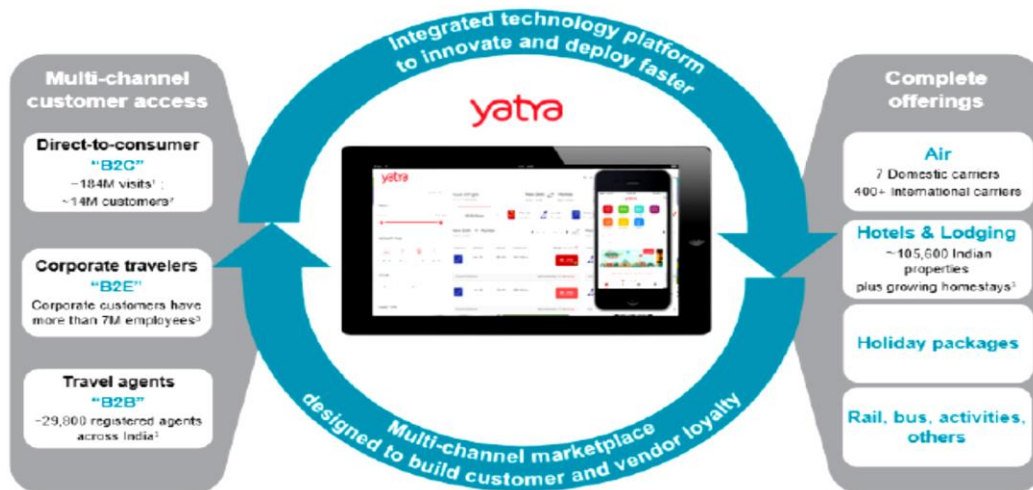 Integrated technology platform
to innovate and deploy faster
Multi-channel
customer access
Direct-to-consumer
"B2C"
~184M visits¹ ;
~14M customers²
Corporate travelers
"B2E"
Corporate customers have
more than 7M employees³
Travel agents
"B2B"
~29,800 registered agents
across India³
yatra
yatra
Complete
offerings
Air
7 Domestic carriers
400+ International carriers
Hotels & Lodging
~105,600 Indian
properties
plus growing homestays³
Holiday packages
Rail, bus, activities,
others
Multi-channel marketplace
designed to build customer and vendor loyalty